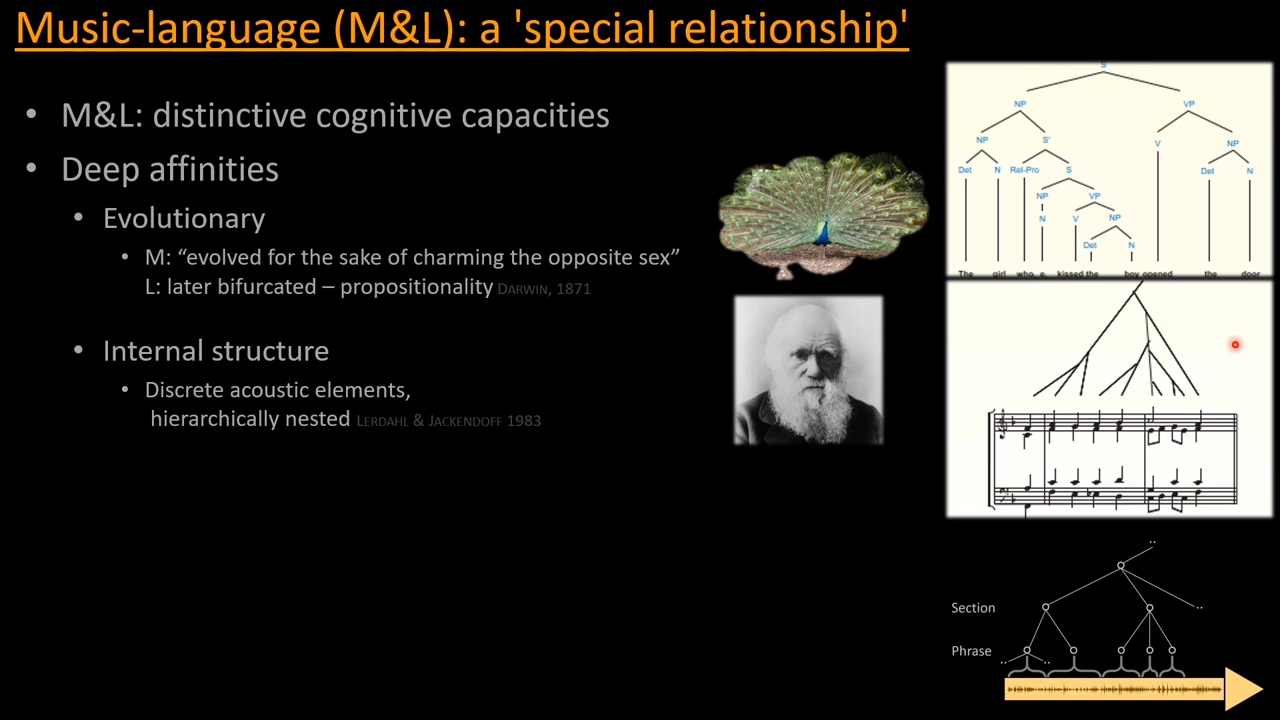 Music-language (M&L): a 'special relationship'
• M&L: distinctive cognitive capacities
• Deep affinities
• Evolutionary
• M: “evolved for the sake of charming the opposite sex”
L: later bifurcated – propositionality DARWIN, 1871
• Internal structure
• Discrete acoustic elements,
hierarchically nested LERDAHL & JACKENDOFF 1983
S
NP VP
NP S' V NP
Det N Rel-Pro S Det N
NP VP
N V NP
Det N
The girl who e kissed the boy opened the door
Section
Phrase